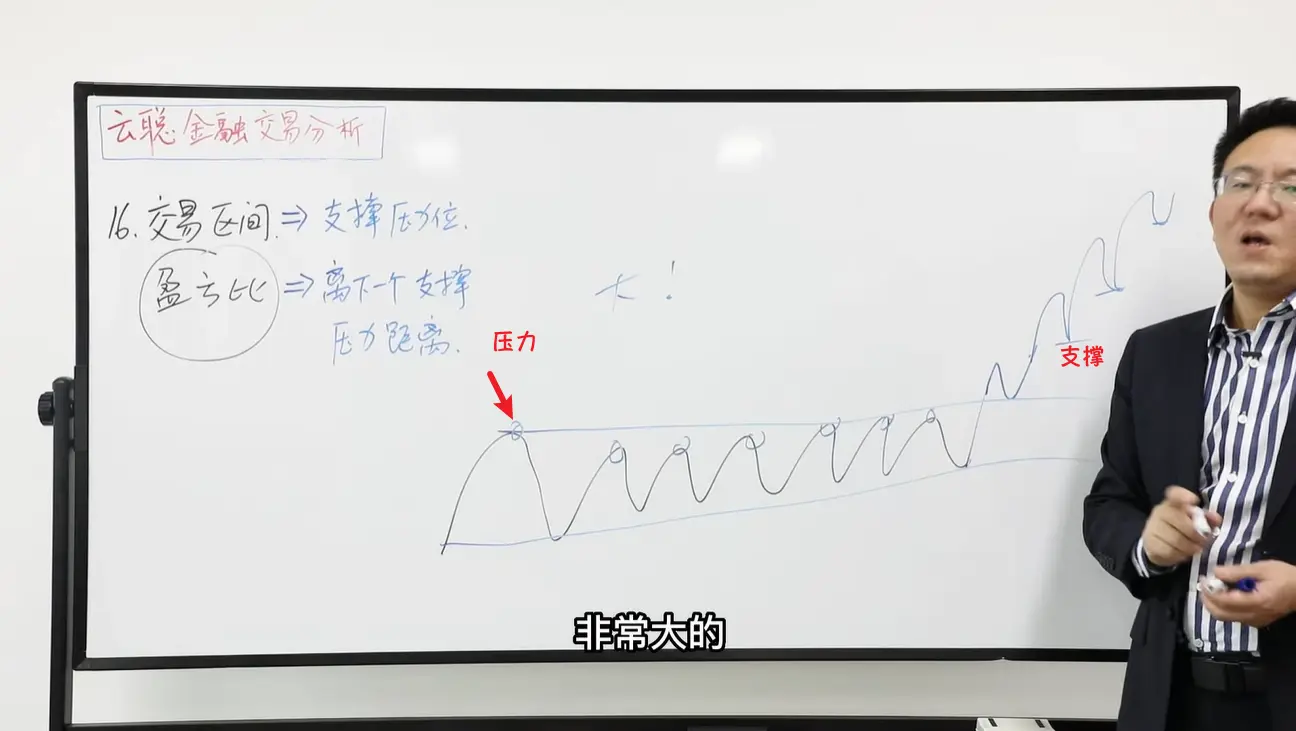 云聪金融交易分析
16.交易区间⇒支撑压力位.
盈亏比⇒离下个支撑
压力距离.
大！
压力
支撑
非常大的